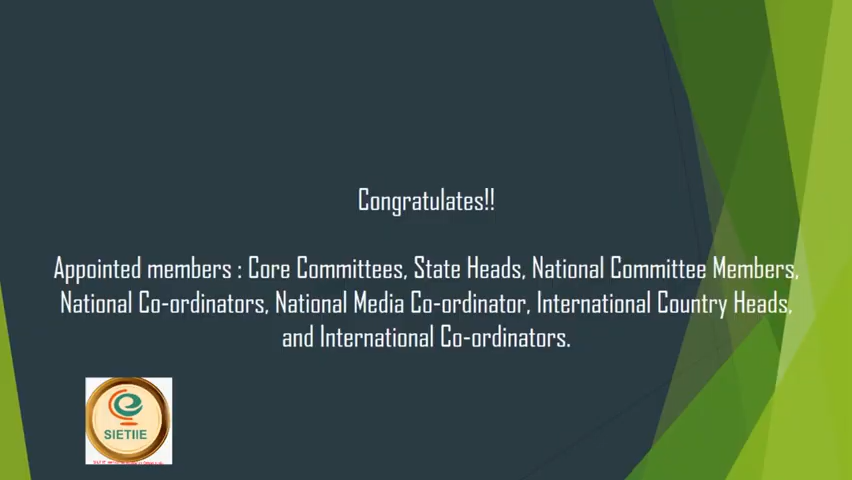 Congratulates!!
Appointed members : Core Committees, State Heads, National Committee Members,
National Co-ordinators, National Media Co-ordinator, International Country Heads,
and International Co-ordinators.
SIETIIE